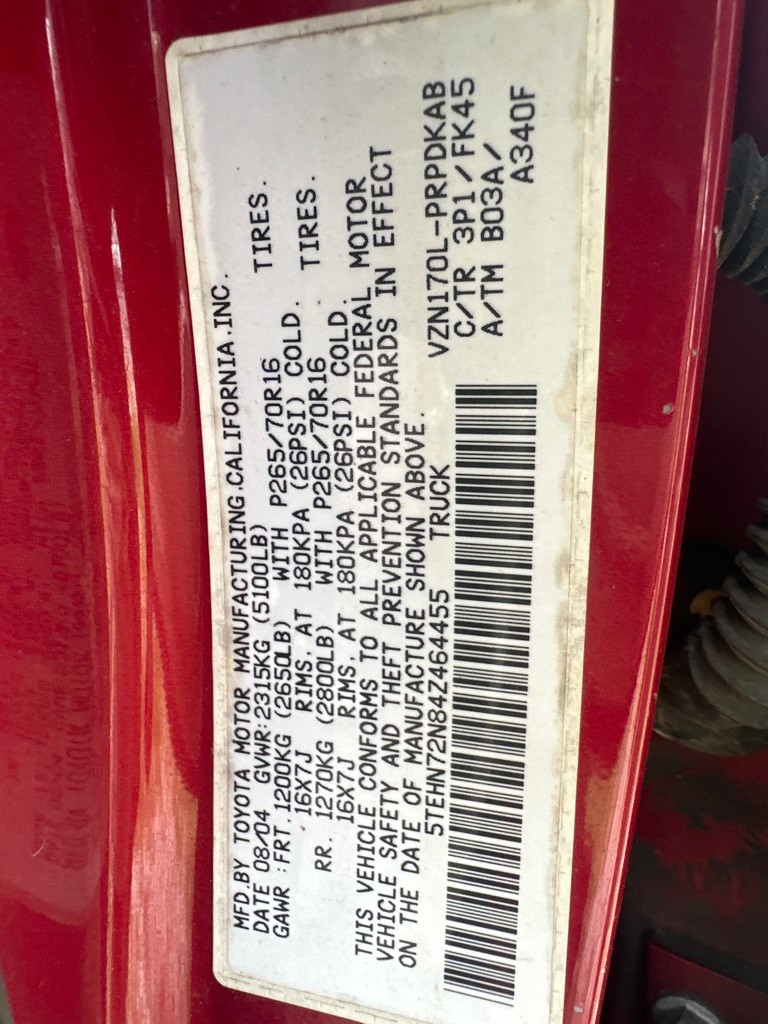 MFD.BY TOYOTA MOTOR MANUFACTURING.CALIFORNIA.INC.
DATE 08/04 GVWR:2315KG (5100LB)
GAWR :FRT.1200KG (2650LB) WITH P265/70R16 TIRES.
16X7J RIMS.AT 180KPA (26PSI) COLD.
RR. 1270KG (2800LB) WITH P265/70R16 TIRES.
16X7J RIMS.AT 180KPA (26PSI) COLD.
THIS VEHICLE CONFORMS TO ALL APPLICABLE FEDERAL MOTOR
VEHICLE SAFETY AND THEFT PREVENTION STANDARDS IN EFFECT
ON THE DATE OF MANUFACTURE SHOWN ABOVE.
5TEHN72N84Z464455 TRUCK
VZN170L-PRPDKAB
C/TR 3P1/FK45
A/TM B03A/
A340F